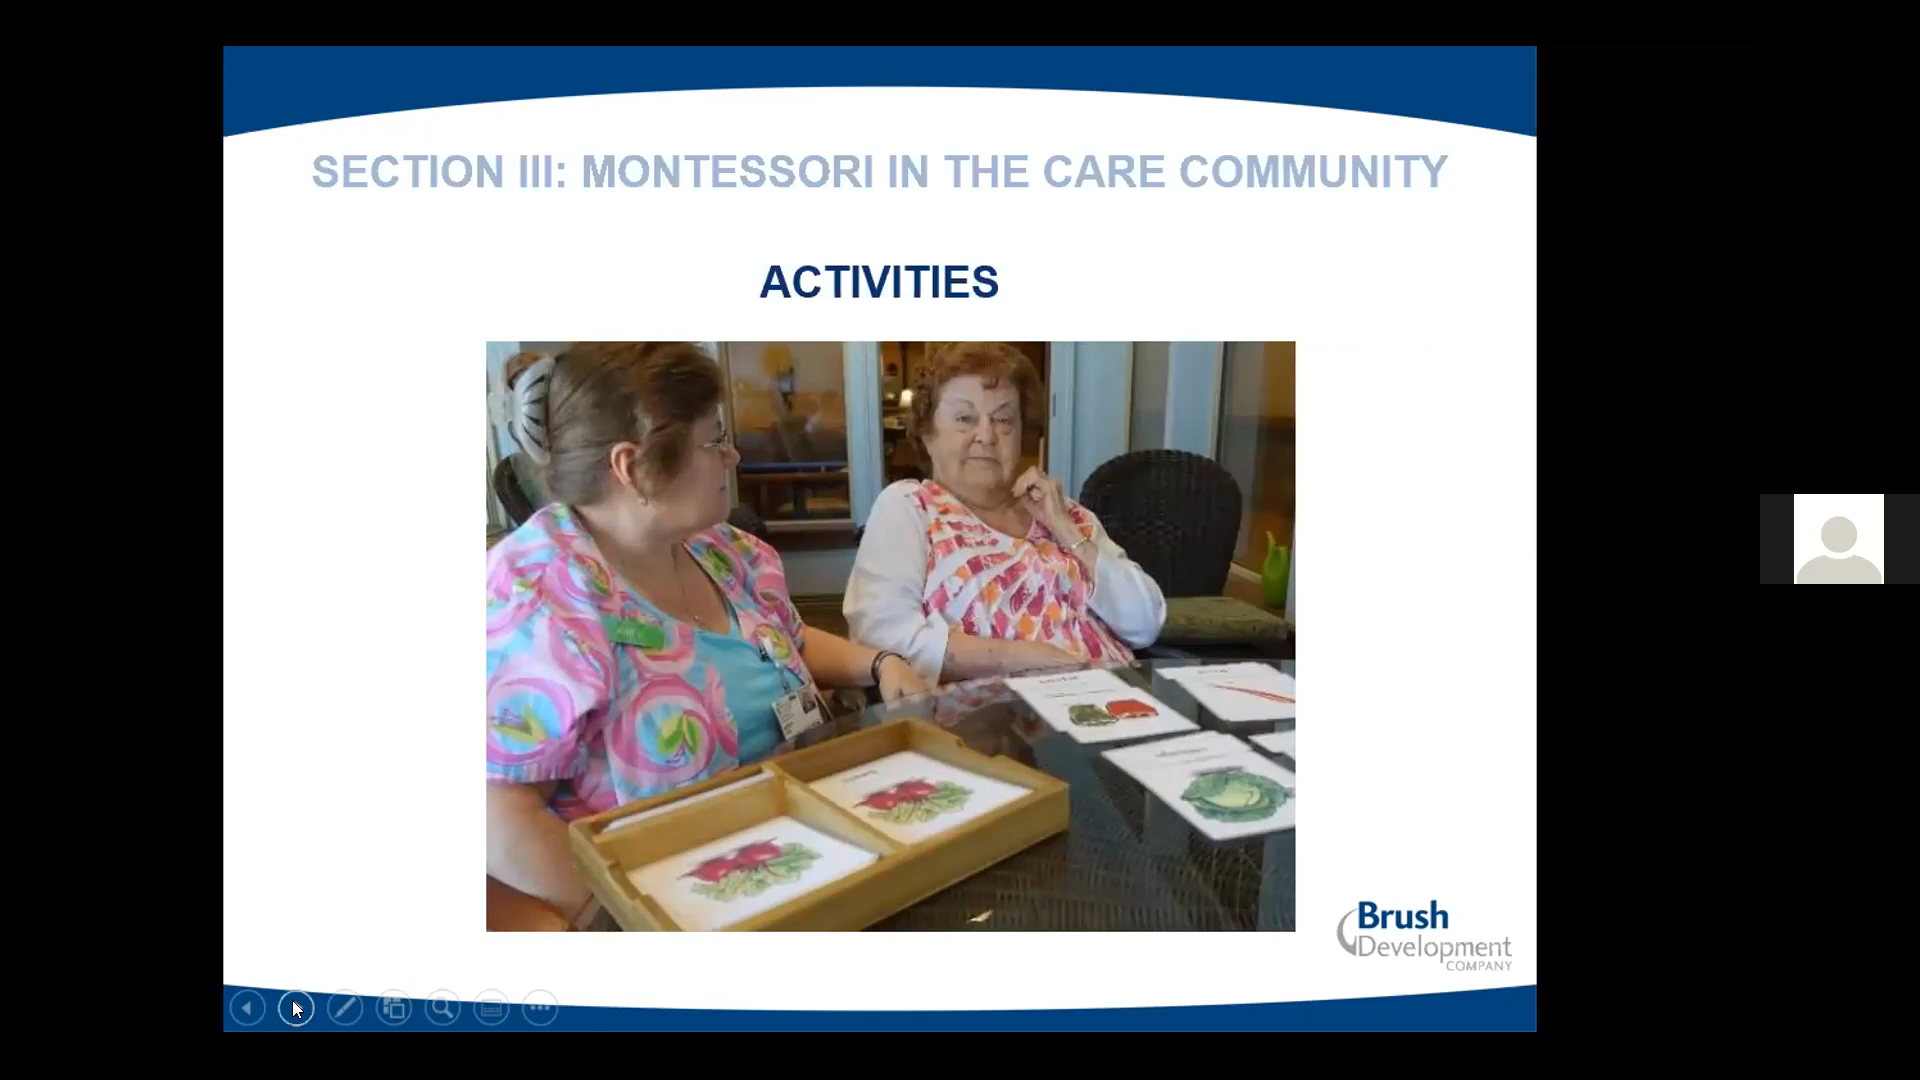 SECTION III: MONTESSORI IN THE CARE COMMUNITY
ACTIVITIES
Brush
Development
COMPANY